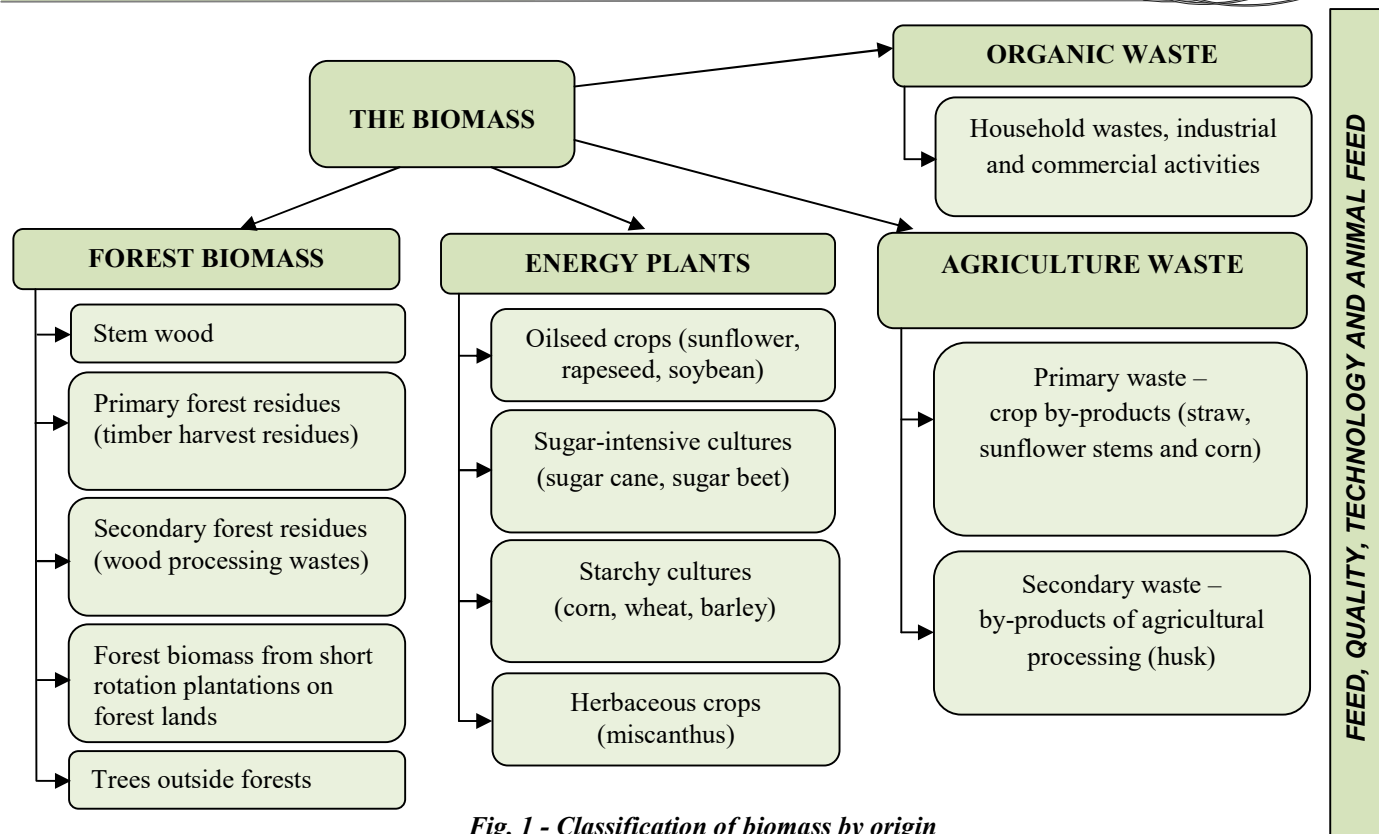 THE BIOMASS
ORGANIC WASTE
Household wastes, industrial
and commercial activities
FOREST BIOMASS
Stem wood
Primary forest residues
(timber harvest residues)
Secondary forest residues
(wood processing wastes)
Forest biomass from short
rotation plantations on
forest lands
Trees outside forests
ENERGY PLANTS
Oilseed crops (sunflower,
rapeseed, soybean)
Sugar-intensive cultures
(sugar cane, sugar beet)
Starchy cultures
(corn, wheat, barley)
Herbaceous crops
(miscanthus)
AGRICULTURE WASTE
Primary waste –
crop by-products (straw,
sunflower stems and corn)
Secondary waste –
by-products of agricultural
processing (husk)
Fig. 1 - Classification of biomass by origin
FEED, QUALITY, TECHNOLOGY AND ANIMAL FEED